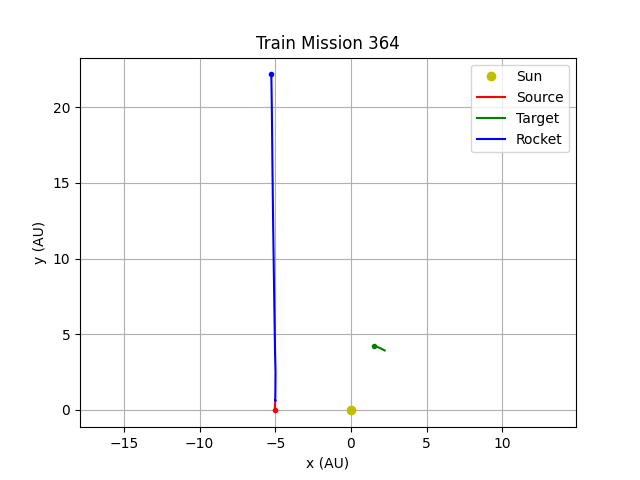 Train Mission 364
Sun
Source
Target
Rocket
20
15
10
5
0
y (AU)
−15
−10
−5
0
5
10
x (AU)